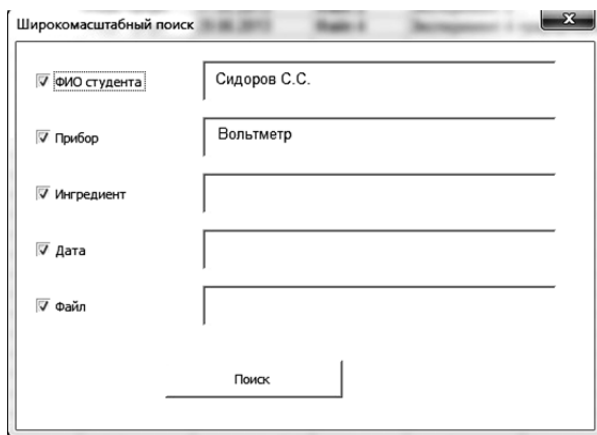 Широкомасштабный поиск
ФИО студента
Сидоров С.С.
Прибор
Вольтметр
Ингредиент
Дата
Файл
Поиск